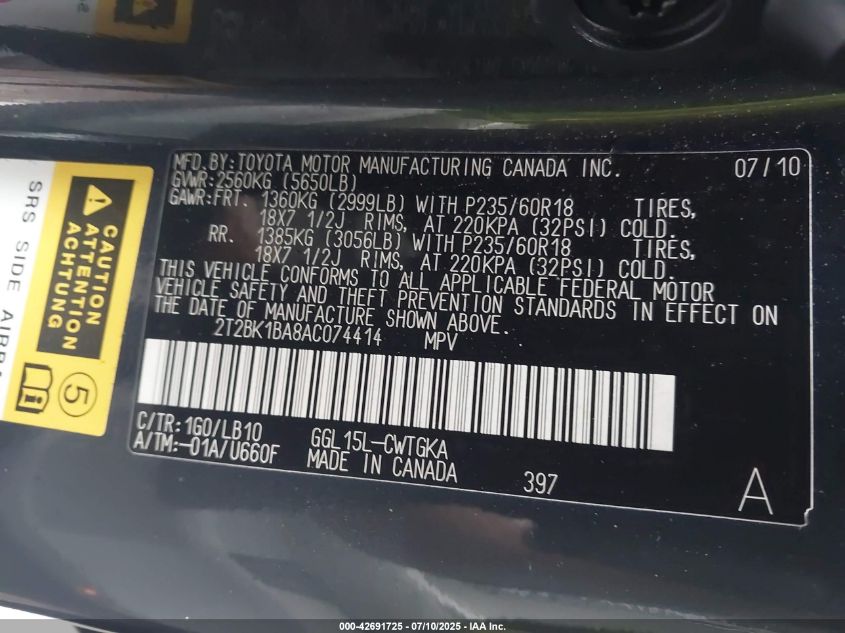 MFD.BY:TOYOTA MOTOR MANUFACTURING CANADA INC. 07/10
GVWR:2560KG (5650LB)
GAWR:FRT. 1360KG (2999LB) WITH P235/60R18 TIRES,
18X7 1/2J RIMS, AT 220KPA (32PSI) COLD.
RR. 1385KG (3056LB) WITH P235/60R18 TIRES,
18X7 1/2J RIMS, AT 220KPA (32PSI) COLD.
THIS VEHICLE CONFORMS TO ALL APPLICABLE FEDERAL MOTOR
VEHICLE SAFETY AND THEFT PREVENTION STANDARDS IN EFFECT ON
THE DATE OF MANUFACTURE SHOWN ABOVE.
2T2BK1BA8AC074414 MPV
C/TR:1G0/LB10 GGL15L-CWTGKA
A/TM:-01A/U660F MADE IN CANADA 397 A
CAUTION
ATTENTION
ACHTUNG
5
SRS SIDE AIRBA
000-42691725 - 07/10/2025 - IAA Inc.